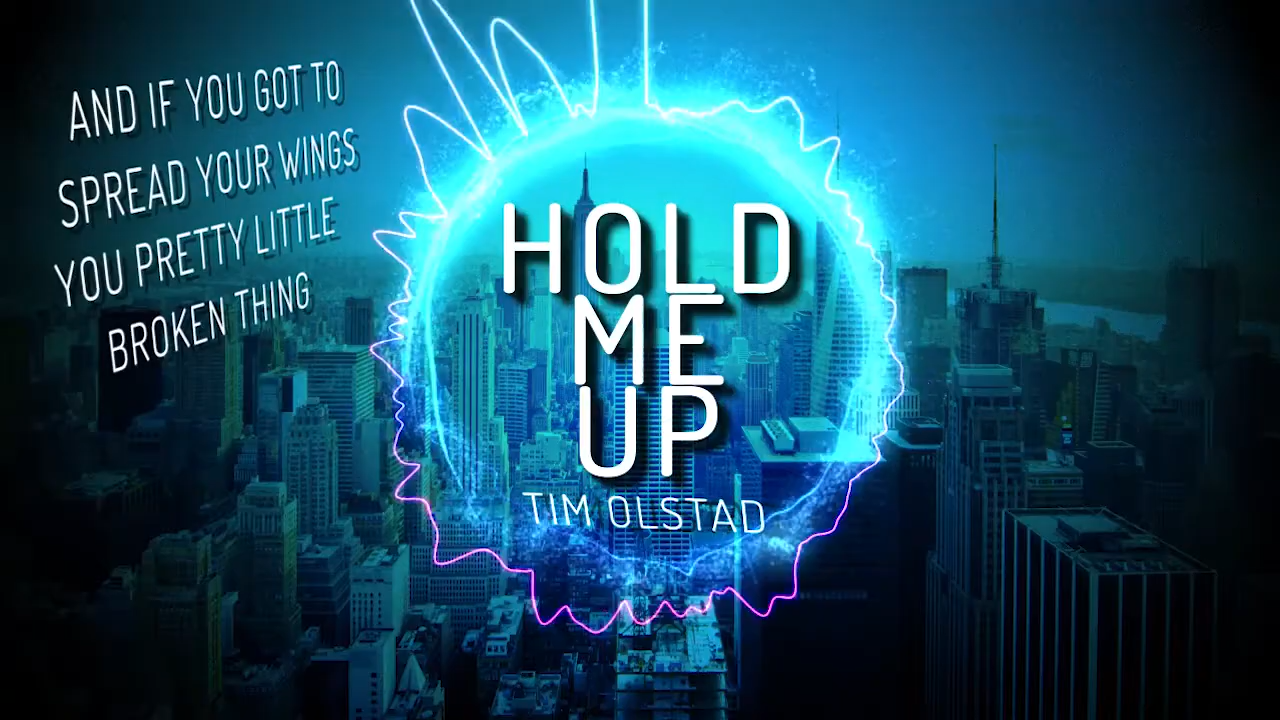 AND IF YOU GOT TO
SPREAD YOUR WINGS
YOU PRETTY LITTLE
BROKEN THING
HOLD
ME
UP
TIM OLSTAD